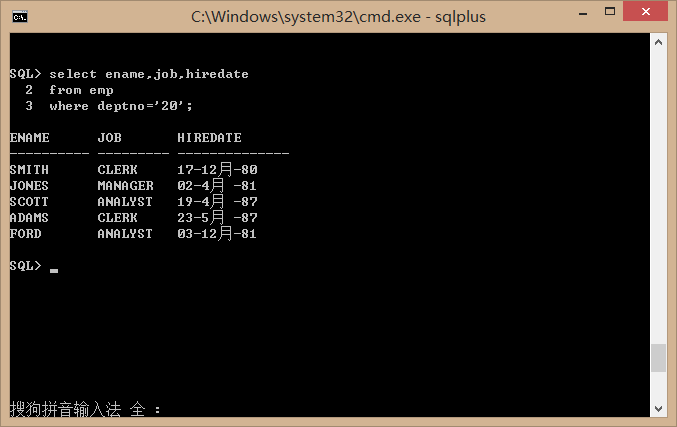 C:\Windows\system32\cmd.exe - sqlplus
SQL> select ename,job,hiredate
  2  from emp
  3  where deptno='20';
ENAME      JOB       HIREDATE
---------- --------- --------------
SMITH      CLERK     17-12月-80
JONES      MANAGER   02-4月 -81
SCOTT      ANALYST   19-4月 -87
ADAMS      CLERK     23-5月 -87
FORD       ANALYST   03-12月-81
SQL> _
搜狗拼音输入法 全 :